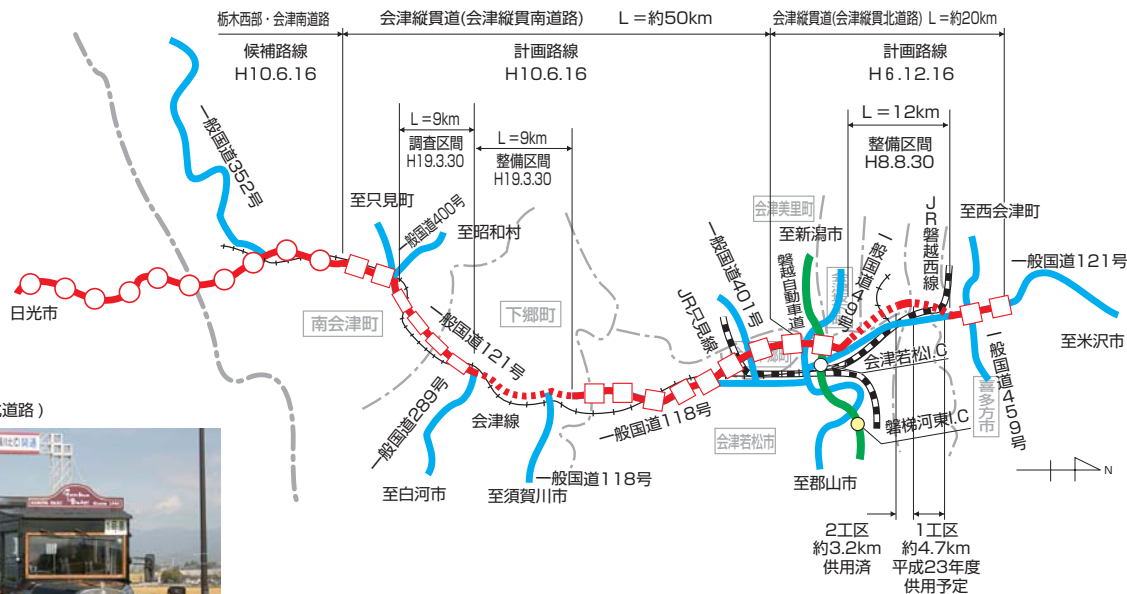 栃木西部・会津南道路
会津縦貫道(会津縦貫南道路) L=約50km
会津縦貫道(会津縦貫北道路) L=約20km
候補路線
H10.6.16
計画路線
H10.6.16
計画路線
H6.12.16
L=9km
調査区間
H19.3.30
L=9km
整備区間
H19.3.30
L=12km
整備区間
H8.8.30
一般国道352号
至只見町
一般国道400号
至昭和村
日光市
南会津町
一般国道121号
下郷町
一般国道289号
至白河市
会津線
至須賀川市
一般国道118号
一般国道118号
JR只見線
一般国道401号
会津美里町
至新潟市
磐越自動車道
一般国道49号
JR磐越西線
至西会津町
一般国道121号
至米沢市
一般国道459号
喜多方市
会津若松I.C
磐梯河東I.C
会津若松市
至郡山市
N
2工区
約3.2km
供用済
1工区
約4.7km
平成23年度
供用予定
道路)